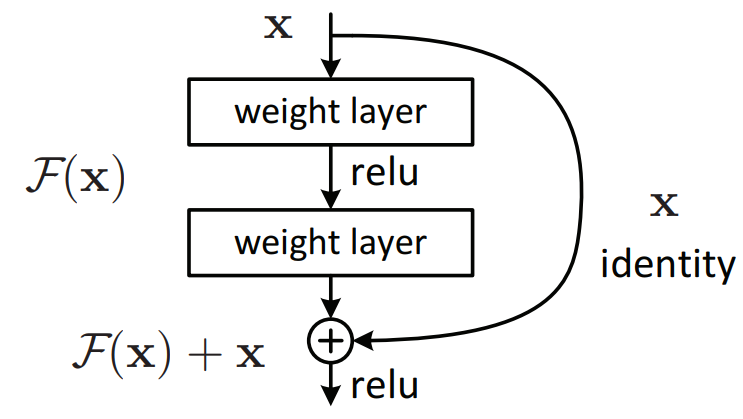 x
weight layer
relu
F(x)
x
weight layer
identity
F(x) + x
relu